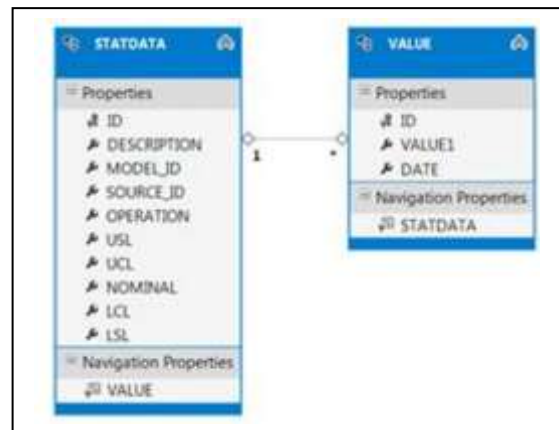 STATDATA
Properties
ID
DESCRIPTION
MODEL_ID
SOURCE_ID
OPERATION
USL
UCL
NOMINAL
LCL
LSL
Navigation Properties
VALUE
1
*
VALUE
Properties
ID
VALUE1
DATE
Navigation Properties
STATDATA